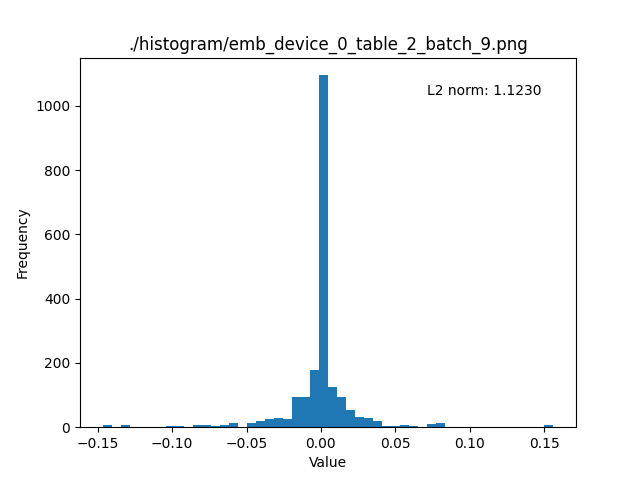 ./histogram/emb_device_0_table_2_batch_9.png
L2 norm: 1.1230
Frequency
1000
800
600
400
200
0
−0.15 −0.10 −0.05 0.00 0.05 0.10 0.15
Value